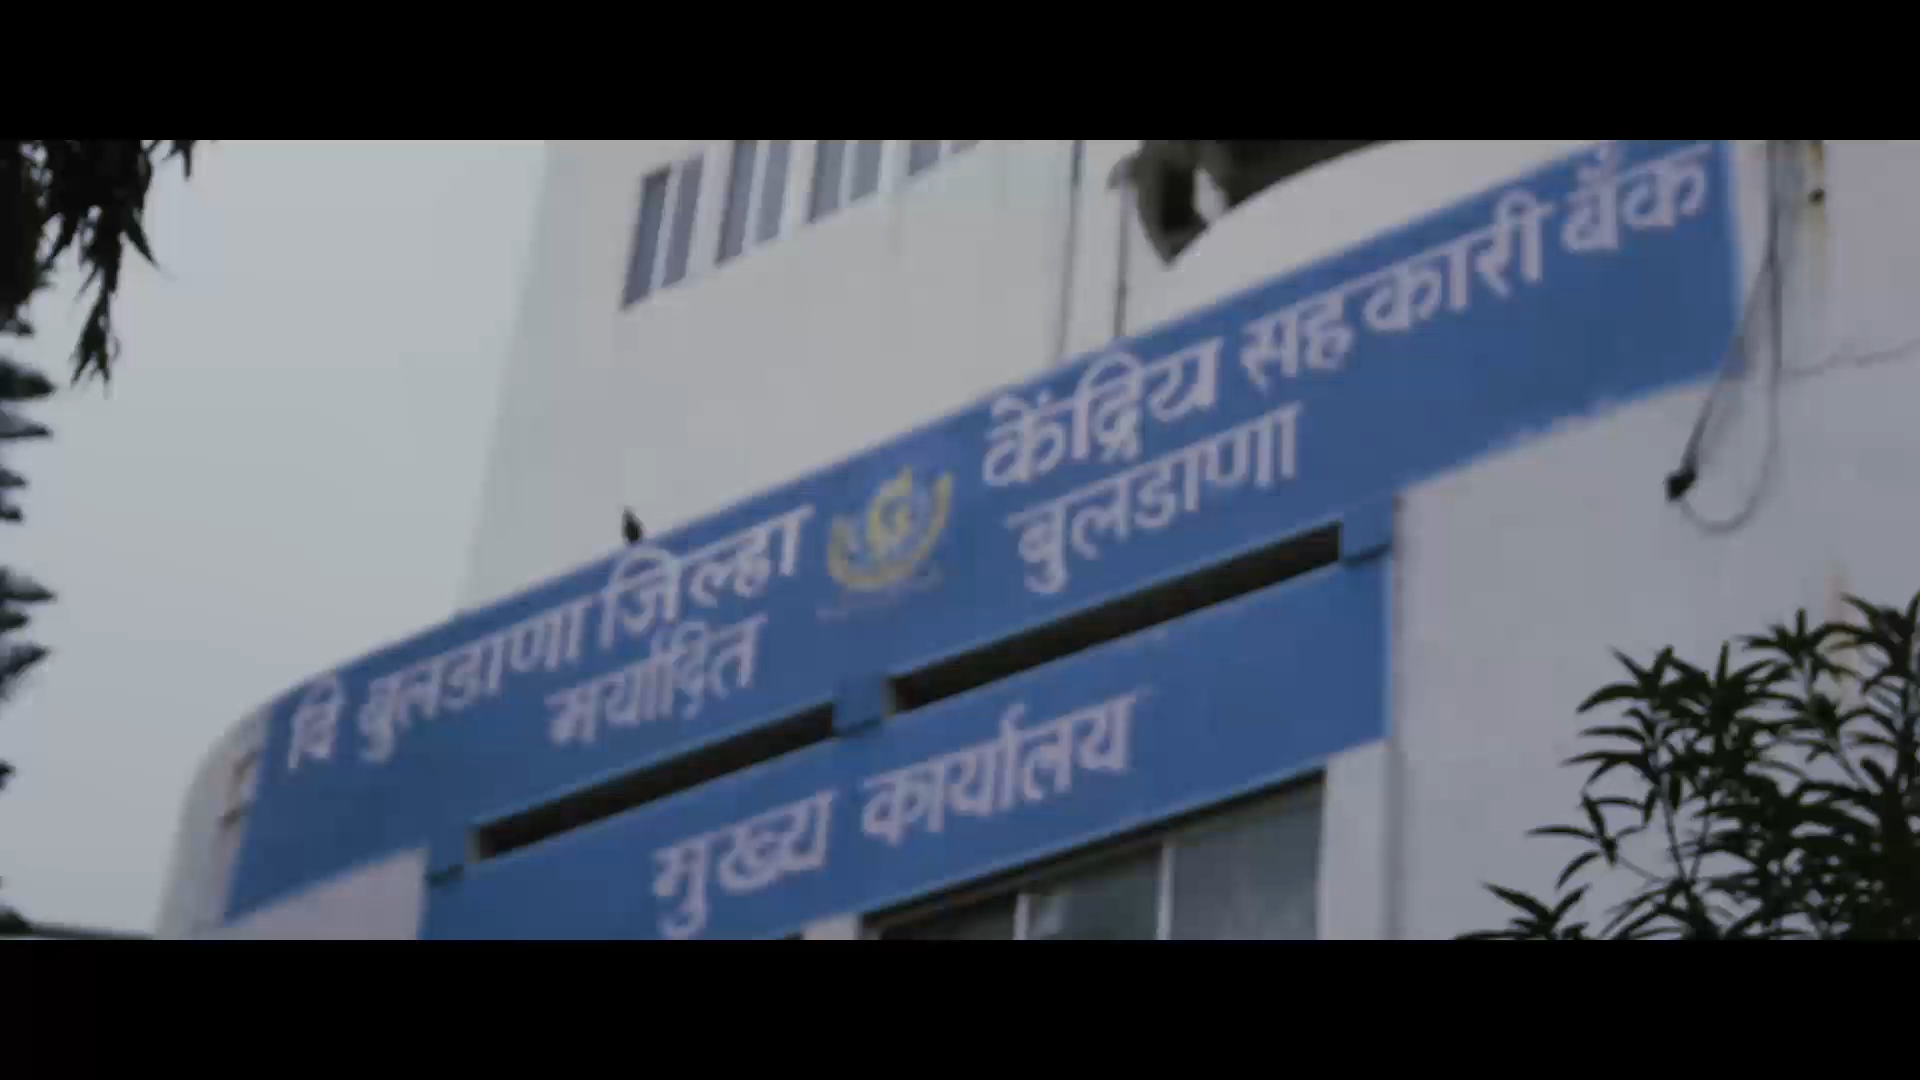 दि बुलडाणा जिल्हा केंद्रिय सहकारी बँक
मर्यादित बुलडाणा
मुख्य कार्यालय